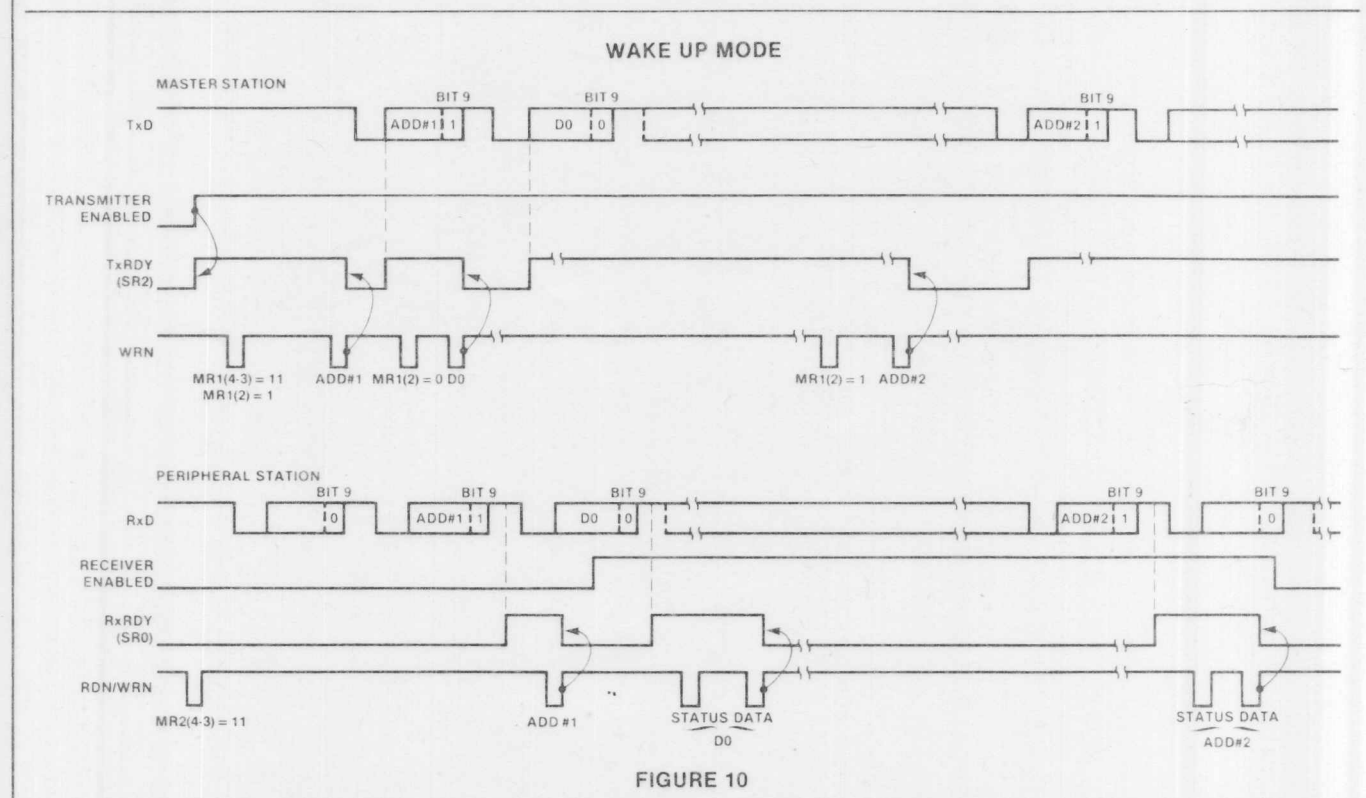 WAKE UP MODE
MASTER STATION
BIT 9 BIT 9 BIT 9
TxD ADD#1 1 D0 0 ADD#2 1
TRANSMITTER
ENABLED
TxRDY
(SR2)
WRN
MR1(4-3) = 11 ADD#1 MR1(2) = 0 D0 MR1(2) = 1 ADD#2
MR1(2) = 1
PERIPHERAL STATION
BIT 9 BIT 9 BIT 9 BIT 9 BIT 9
RxD 0 ADD#1 1 D0 0 ADD#2 1 0
RECEIVER
ENABLED
RxRDY
(SR0)
RDN/WRN
MR2(4-3) = 11 ADD #1 STATUS DATA STATUS DATA
D0 ADD#2
FIGURE 10